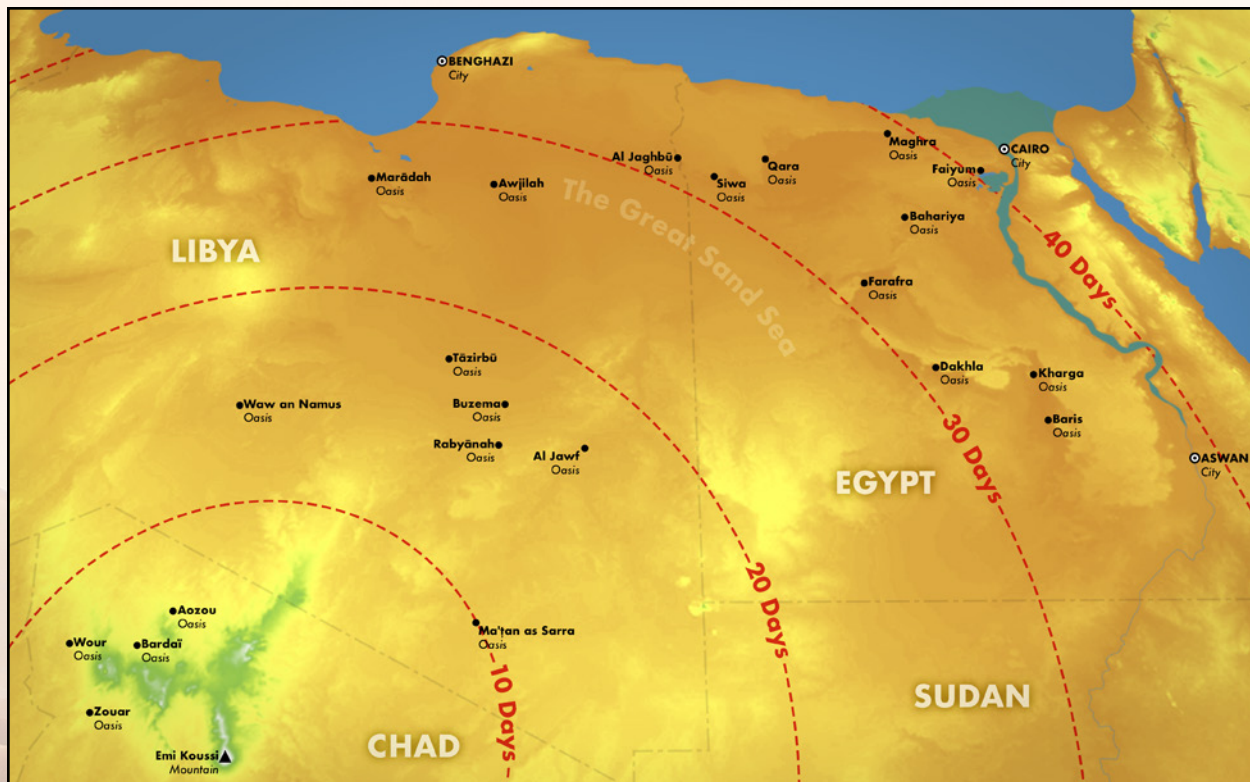 BENGHAZI
City
Al Jaghbū
Oasis
Siwa
Oasis
Qara
Oasis
Maghra
Oasis
CAIRO
City
Faiyum
Oasis
Marādah
Oasis
Awjilah
Oasis
The Great Sand Sea
Bahariya
Oasis
LIBYA
40 Days
Farafra
Oasis
Tāzirbū
Oasis
Dakhla
Oasis
Kharga
Oasis
Waw an Namus
Oasis
Buzema
Oasis
Baris
Oasis
Rabyānah
Oasis
Al Jawf
Oasis
30 Days
ASWAN
City
EGYPT
20 Days
Aozou
Oasis
Ma'ṭan as Sarra
Oasis
Wour
Oasis
Bardaï
Oasis
10 Days
SUDAN
Zouar
Oasis
CHAD
Emi Koussi
Mountain